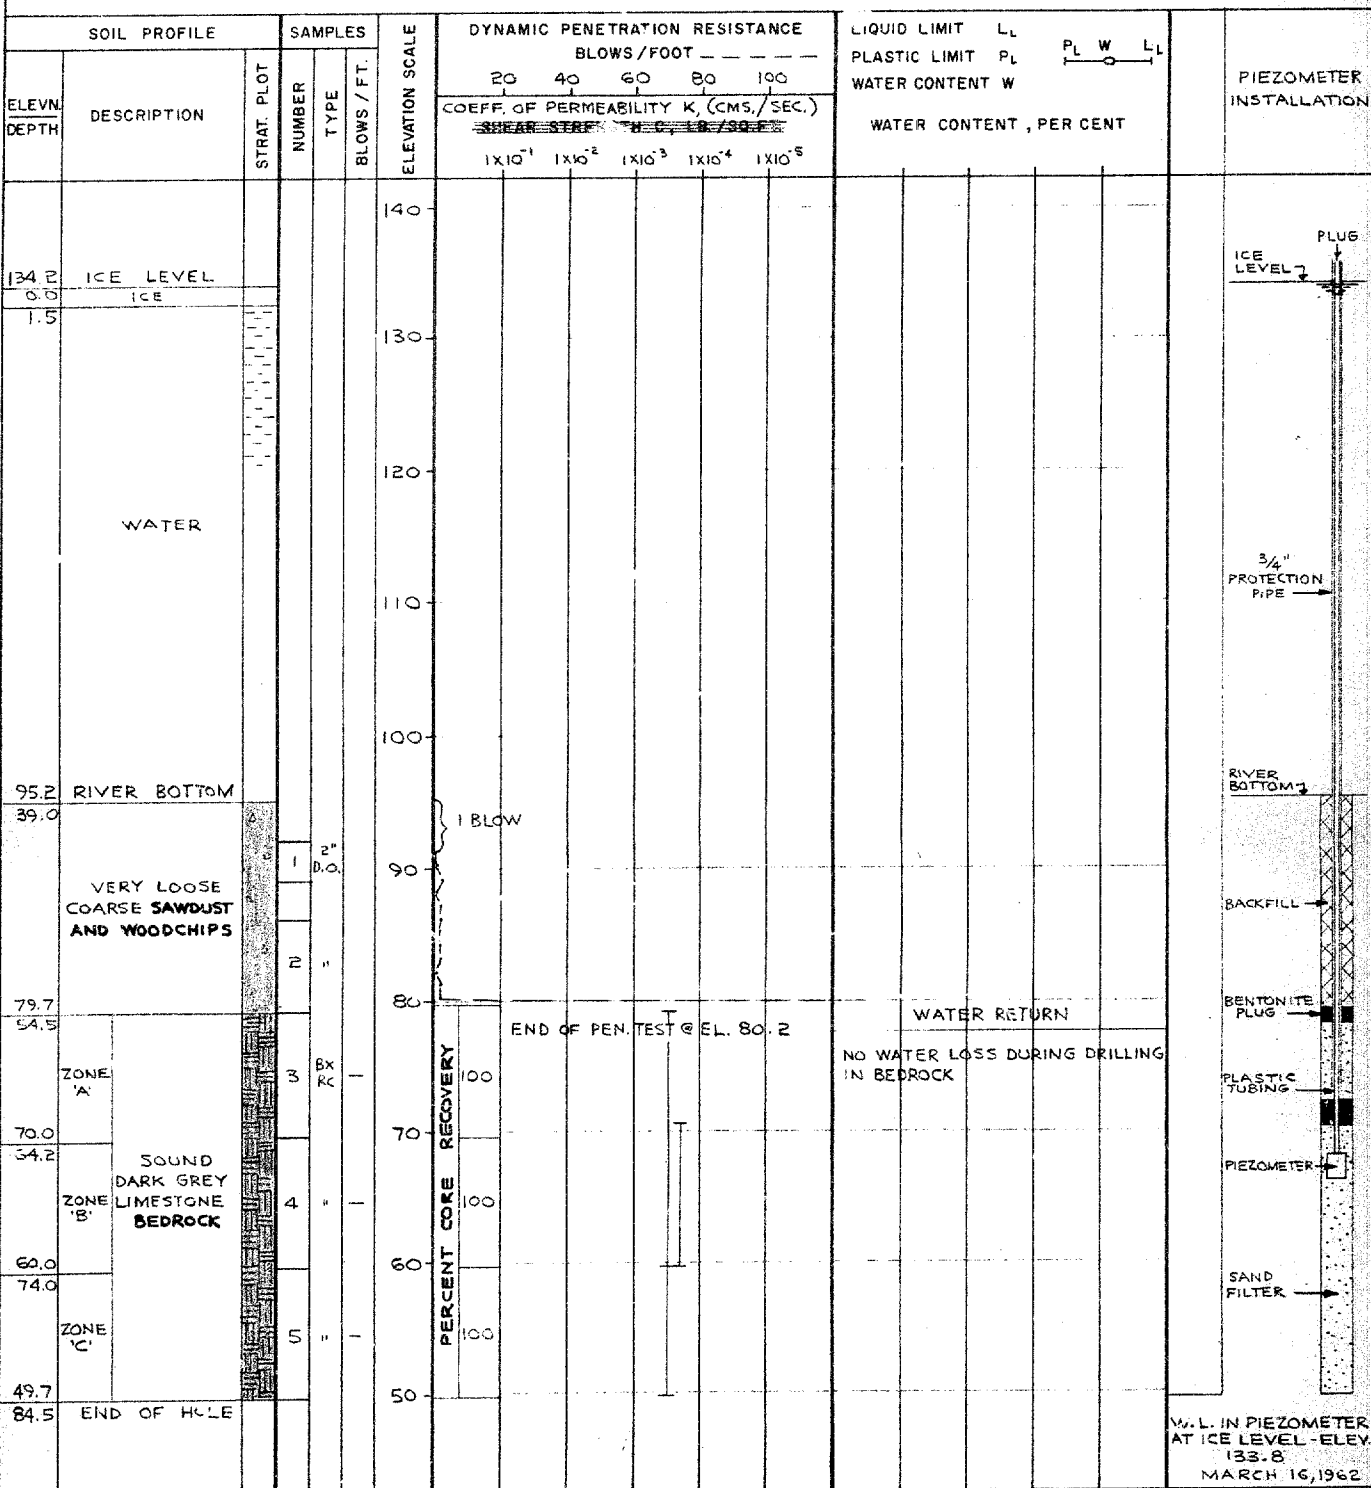 SOIL PROFILE
SAMPLES
ELEVATION SCALE
DYNAMIC PENETRATION RESISTANCE
BLOWS/FOOT
20 40 60 80 100
COEFF. OF PERMEABILITY K, (CMS./SEC.)
1X10⁻¹ 1X10⁻² 1X10⁻³ 1X10⁻⁴ 1X10⁻⁵
LIQUID LIMIT LL
PLASTIC LIMIT PL
WATER CONTENT W
PL W LL
WATER CONTENT, PER CENT
PIEZOMETER
INSTALLATION
ELEVN.
DEPTH
DESCRIPTION
STRAT. PLOT
NUMBER
TYPE
BLOWS / FT.
140
130
120
110
100
90
80
70
60
50
134.2 ICE LEVEL
0.0 ICE
1.5
WATER
95.2 RIVER BOTTOM
39.0
VERY LOOSE
COARSE SAWDUST
AND WOODCHIPS
79.7
54.5
ZONE
'A'
70.0
64.2
SOUND
DARK GREY
LIMESTONE
BEDROCK
ZONE
'B'
60.0
74.0
ZONE
'C'
49.7
84.5 END OF HOLE
1 2"
D.O.
2 "
3 BX
RC —
4 " —
5 " —
1 BLOW
END OF PEN. TEST @ EL. 80.2
PERCENT CORE RECOVERY
100
100
100
WATER RETURN
NO WATER LOSS DURING DRILLING
IN BEDROCK
PLUG
ICE
LEVEL
3/4"
PROTECTION
PIPE
RIVER
BOTTOM
BACKFILL
BENTONITE
PLUG
PLASTIC
TUBING
PIEZOMETER
SAND
FILTER
W.L. IN PIEZOMETER
AT ICE LEVEL - ELEV.
133.8
MARCH 16, 1962